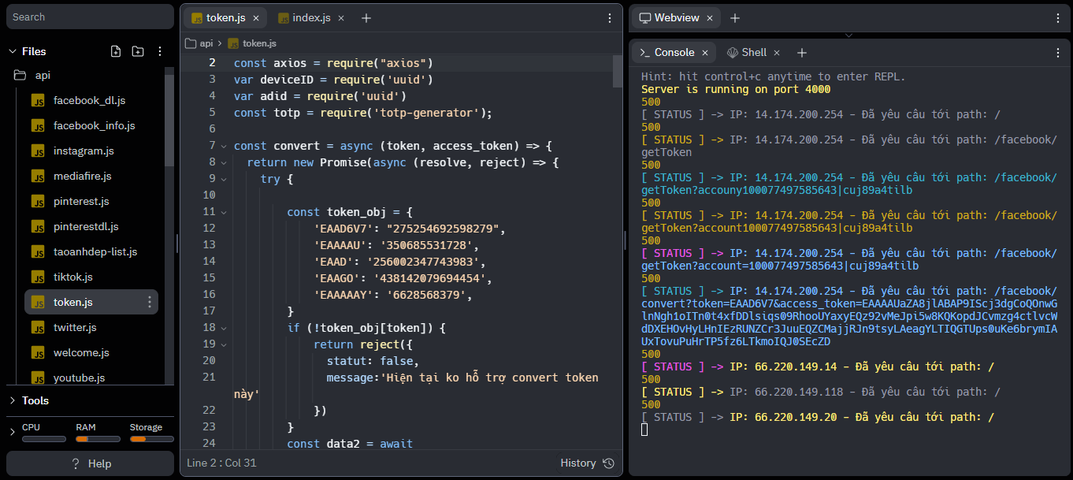 Search
Files
api
facebook_dl.js
facebook_info.js
instagram.js
mediafire.js
pinterest.js
pinterestdl.js
taoanhdep-list.js
tiktok.js
token.js
twitter.js
welcome.js
youtube.js
Tools
CPU RAM Storage
? Help
token.js × index.js × +
api › token.js
2 const axios = require("axios")
3 var deviceID = require('uuid')
4 var adid = require('uuid')
5 const totp = require('totp-generator');
6
7 const convert = async (token, access_token) => {
8 return new Promise(async (resolve, reject) => {
9 try {
10
11 const token_obj = {
12 'EAAD6V7': "275254692598279",
13 'EAAAAU': '350685531728',
14 'EAAD': '256002347743983',
15 'EAAGO': '438142079694454',
16 'EAAAAAY': '6628568379',
17 }
18 if (!token_obj[token]) {
19 return reject({
20 statut: false,
21 message:'Hiện tại ko hỗ trợ convert token
này'
22 })
23 }
24 const data2 = await
Line 2 : Col 31 History
Webview × +
>_ Console × Shell × +
Hint: hit control+c anytime to enter REPL.
Server is running on port 4000
500
[ STATUS ] -> IP: 14.174.200.254 - Đã yêu câu tới path: /
500
[ STATUS ] -> IP: 14.174.200.254 - Đã yêu câu tới path: /facebook/
getToken
500
[ STATUS ] -> IP: 14.174.200.254 - Đã yêu câu tới path: /facebook/
getToken?accouny100077497585643|cuj89a4tilb
500
[ STATUS ] -> IP: 14.174.200.254 - Đã yêu câu tới path: /facebook/
getToken?account100077497585643|cuj89a4tilb
500
[ STATUS ] -> IP: 14.174.200.254 - Đã yêu câu tới path: /facebook/
getToken?account=100077497585643|cuj89a4tilb
500
[ STATUS ] -> IP: 14.174.200.254 - Đã yêu câu tới path: /facebook/
convert?token=EAAD6V7&access_token=EAAAAUaZA8jlABAP9IScj3dgCoQOnwG
lnNgh1oITn0t4xfDDlsiqs09RhooUYaxyEQz92vMeJpi5w8KQKopdJCvmzg4ctlvcW
dDXEHOvHyLHnIEzRUNZCr3JuuEQZCMajjRJn9tsyLAeagYLTIQGTUps0uKe6brymIA
UxTovuPuHrTP5fz6LTkmoIQJ0SEcZD
500
[ STATUS ] -> IP: 66.220.149.14 - Đã yêu câu tới path: /
500
[ STATUS ] -> IP: 66.220.149.118 - Đã yêu câu tới path: /
500
[ STATUS ] -> IP: 66.220.149.20 - Đã yêu câu tới path: /